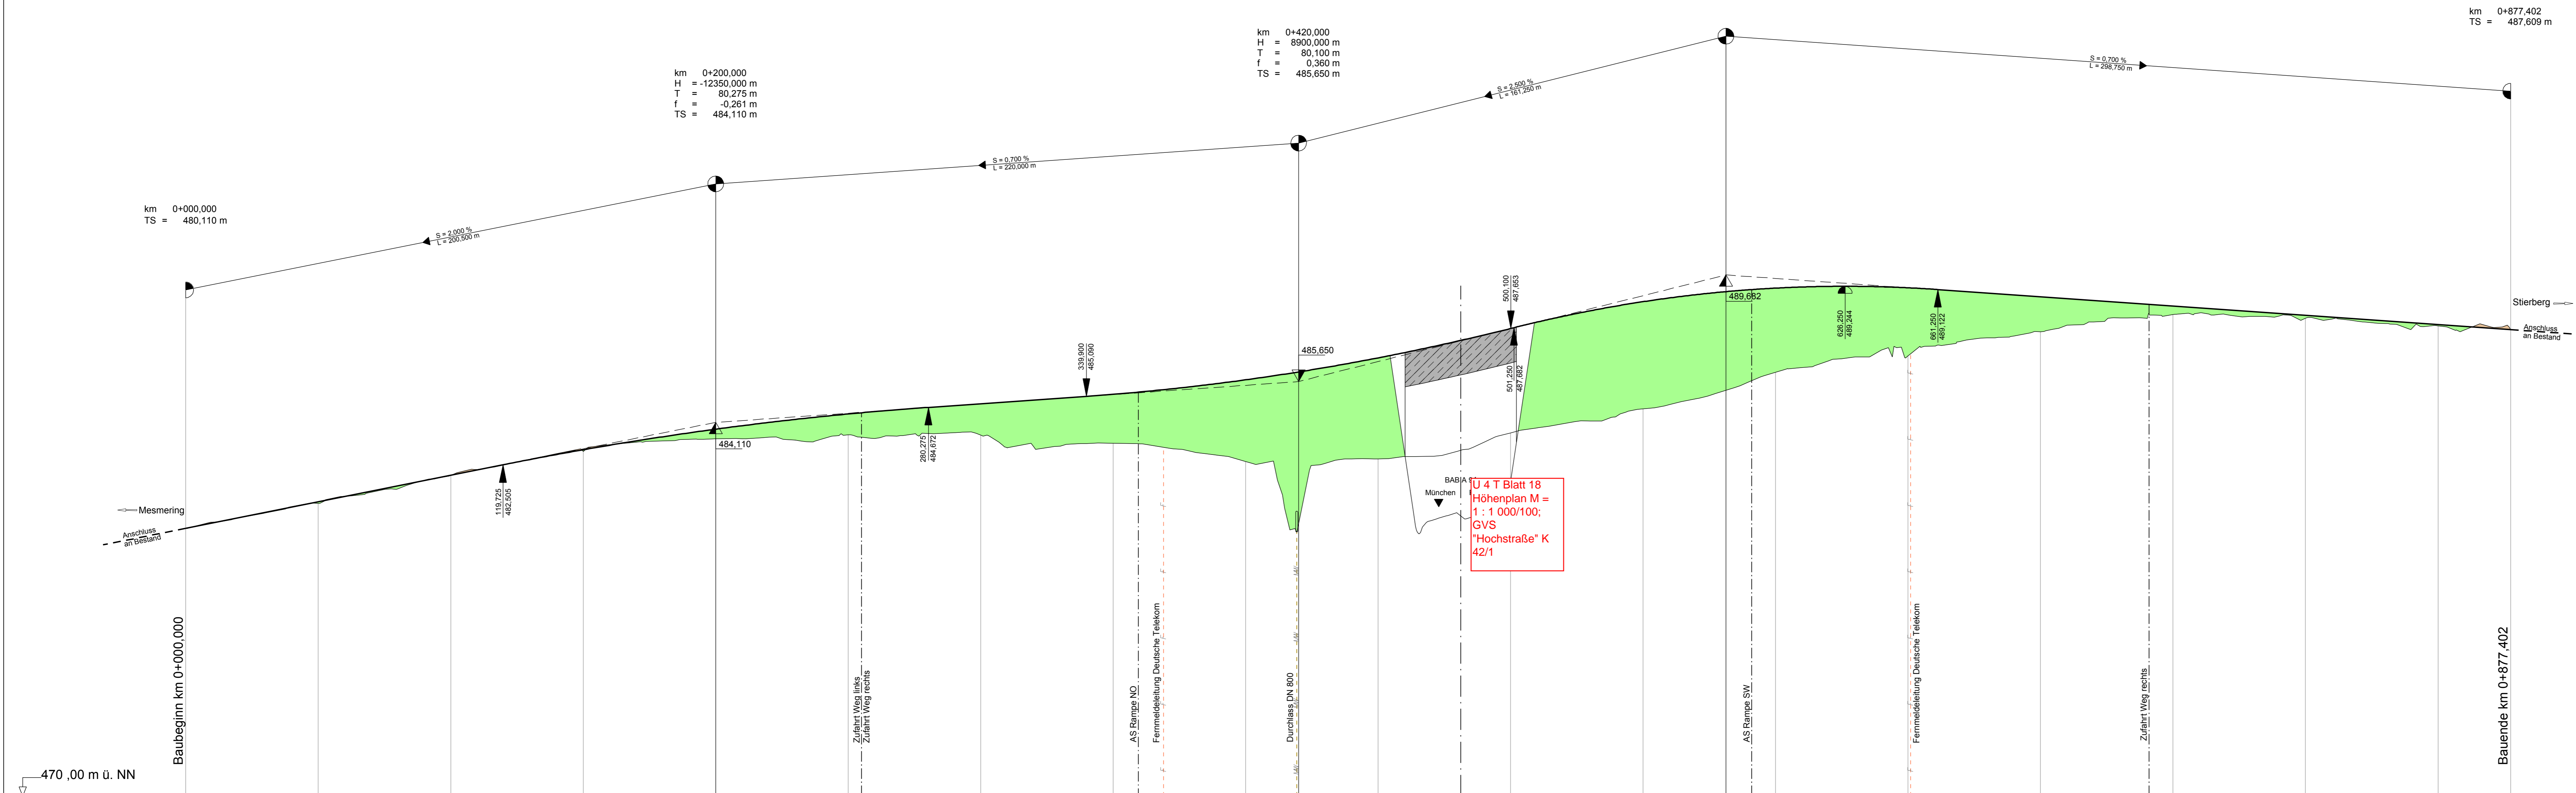 km 0+877,402
TS = 487,609 m
km 0+420,000
H = 8900,000 m
T = 80,100 m
f = 0,360 m
TS = 485,650 m
km 0+200,000
H = -12350,000 m
T = 80,275 m
f = -0,261 m
TS = 484,110 m
km 0+000,000
TS = 480,110 m
S = 2,000 %
L = 200,500 m
S = 0,700 %
L = 220,000 m
S = 2,500 %
L = 161,250 m
S = 0,700 %
L = 298,750 m
Mesmering
Anschluss
an Bestand
119,725
482,505
484,110
280,275
484,672
339,900
485,090
485,650
500,100
487,653
501,250
487,682
489,682
626,250
489,244
661,250
489,122
Stierberg
Anschluss
an Bestand
München
U 4 T Blatt 18
Höhenplan M =
1 : 1 000/100;
GVS
"Hochstraße" K
42/1
Baubeginn km 0+000,000
Zufahrt Weg links
Zufahrt Weg rechts
AS Rampe NO
Fernmeldeleitung Deutsche Telekom
Durchlass DN 800
AS Rampe SW
Fernmeldeleitung Deutsche Telekom
Zufahrt Weg rechts
Bauende km 0+877,402
470 ,00 m ü. NN